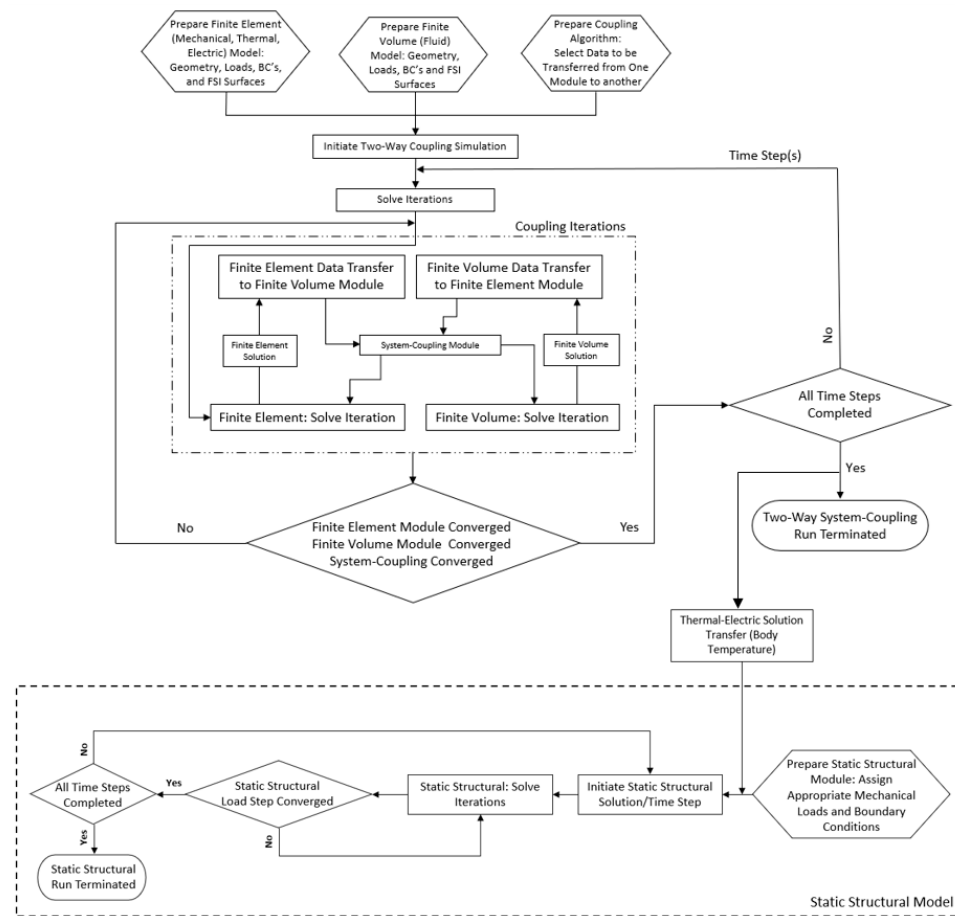 Prepare Finite Element
(Mechanical, Thermal,
Electric) Model:
Geometry, Loads, BC's,
and FSI Surfaces
Prepare Finite
Volume (Fluid)
Model: Geometry,
Loads, BC's and FSI
Surfaces
Prepare Coupling
Algorithm:
Select Data to be
Transferred from One
Module to another
Initiate Two-Way Coupling Simulation
Time Step(s)
Solve Iterations
Coupling Iterations
Finite Element Data Transfer
to Finite Volume Module
Finite Volume Data Transfer
to Finite Element Module
Finite Element
Solution
System-Coupling Module
Finite Volume
Solution
Finite Element: Solve Iteration
Finite Volume: Solve Iteration
No
All Time Steps
Completed
Yes
Two-Way System-Coupling
Run Terminated
No
Finite Element Module Converged
Finite Volume Module Converged
System-Coupling Converged
Yes
Thermal-Electric Solution
Transfer (Body
Temperature)
No
All Time Steps
Completed
Yes
Static Structural
Load Step Converged
Static Structural: Solve
Iterations
Initiate Static Structural
Solution/Time Step
Prepare Static Structural
Module: Assign
Appropriate Mechanical
Loads and Boundary
Conditions
Yes
No
Static Structural
Run Terminated
Static Structural Model